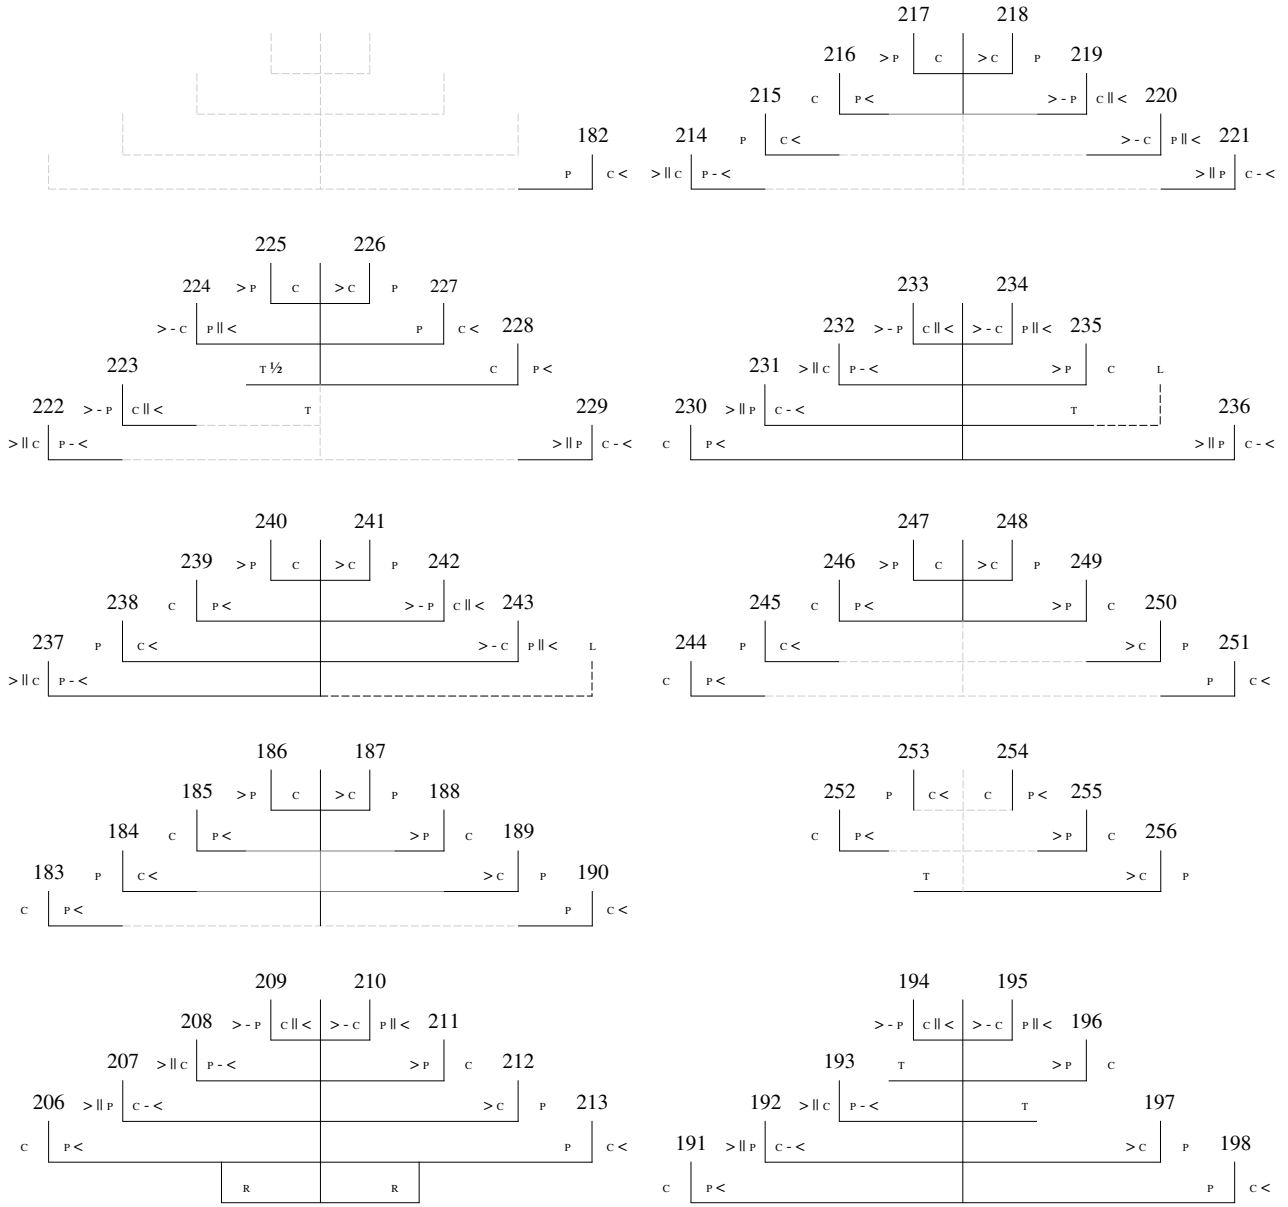 217 218
216 > P C > C P 219
215 C P < > - P C || < 220
182 214 P C < > - C P || < 221
P C < > || C P - < > || P C - <
225 226
224 > P C > C P 227 233 234
> - C P || < P C < 228 232 > - P C || < > - C P || < 235
223 T ½ C P < 231 > || C P - < > P C L
222 > - P C || < T 229 230 > || P C - < T 236
> || C P - < > || P C - < C P < > || P C - <
240 241 247 248
239 > P C > C P 242 246 > P C > C P 249
238 C P < > - P C || < 243 245 C P < > P C 250
237 P C < > - C P || < L 244 P C < > C P 251
> || C P - < C P < P C <
186 187 253 254
185 > P C > C P 188 252 P C < C P < 255
184 C P < > P C 189 C P < > P C 256
183 P C < > C P 190 T > C P
C P < P C <
209 210 194 195
208 > - P C || < > - C P || < 211 > - P C || < > - C P || < 196
207 > || C P - < > P C 212 193 T > P C
206 > || P C - < > C P 213 192 > || C P - < T 197
C P < P C < 191 > || P C - < > C P 198
R R C P < P C <